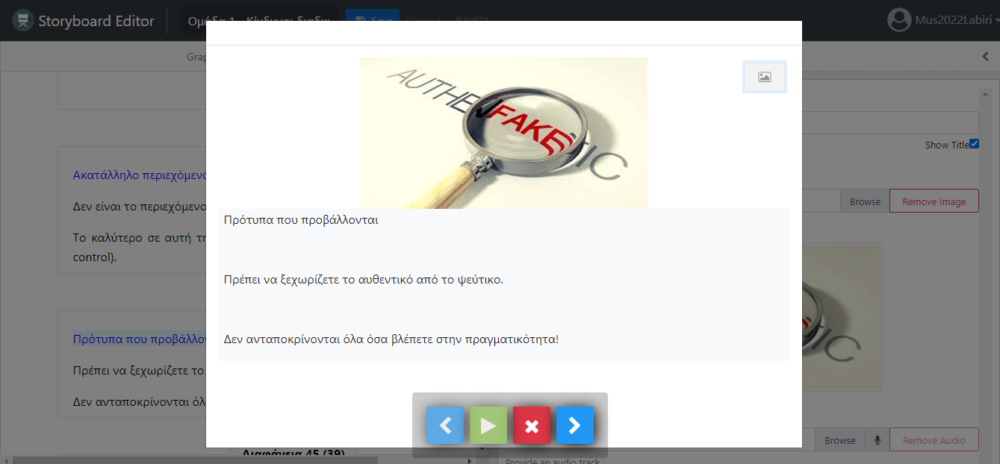 Storyboard Editor
Ομάδα 1 - Κίνδυνοι διαδικ
Save
Discard
(SAVED)
Mus2022Labiri
Grap
AUTHEN FAKE TIC
Show Title
Ακατάλληλο περιεχόμενο
Δεν είναι το περιεχόμενο
Browse
Remove Image
Πρότυπα που προβάλλονται
Το καλύτερο σε αυτή τη
control).
Πρέπει να ξεχωρίζετε το αυθεντικό από το ψεύτικο.
Πρότυπα που προβάλλον
Δεν ανταποκρίνονται όλα όσα βλέπετε στην πραγματικότητα!
TIC
Πρέπει να ξεχωρίζετε το
Δεν ανταποκρίνονται όλ
Browse
Remove Audio
Διαφάνεια 45 (39)
Provide an audio track